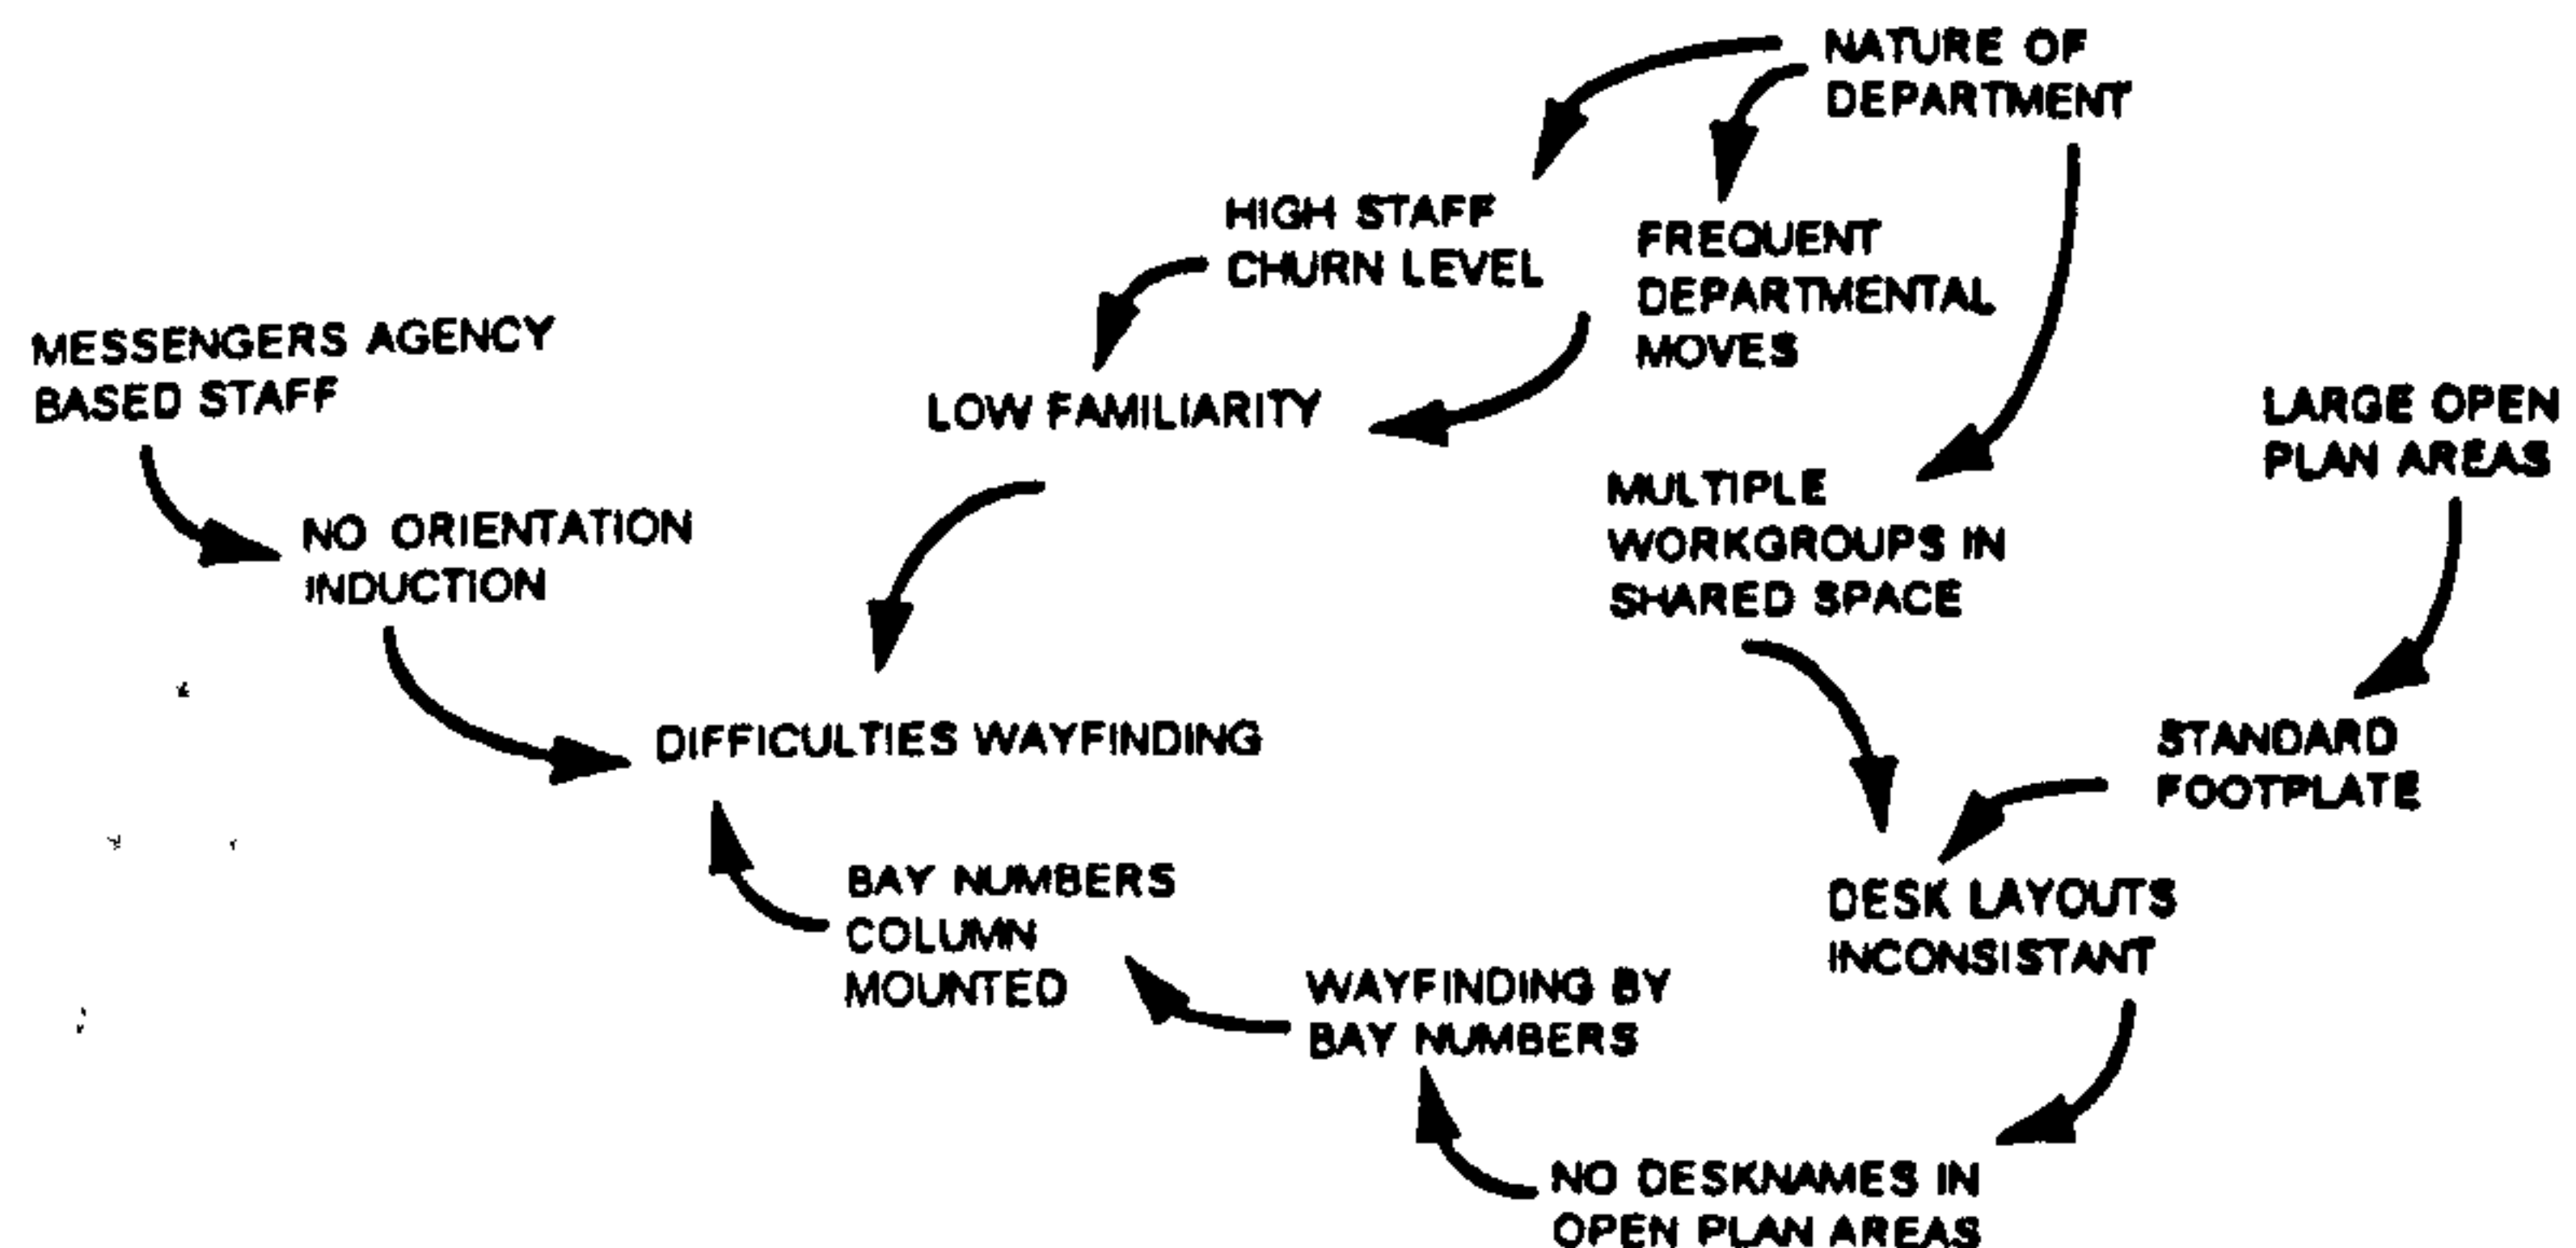 NATURE OF
DEPARTMENT
HIGH STAFF
CHURN LEVEL
FREQUENT
DEPARTMENTAL
MOVES
MESSENGERS AGENCY
BASED STAFF
LOW FAMILIARITY
LARGE OPEN
PLAN AREAS
MULTIPLE
WORKGROUPS IN
SHARED SPACE
NO ORIENTATION
INDUCTION
DIFFICULTIES WAYFINDING
STANDARD
FOOTPLATE
BAY NUMBERS
COLUMN
MOUNTED
DESK LAYOUTS
INCONSISTANT
WAYFINDING BY
BAY NUMBERS
NO DESKNAMES IN
OPEN PLAN AREAS